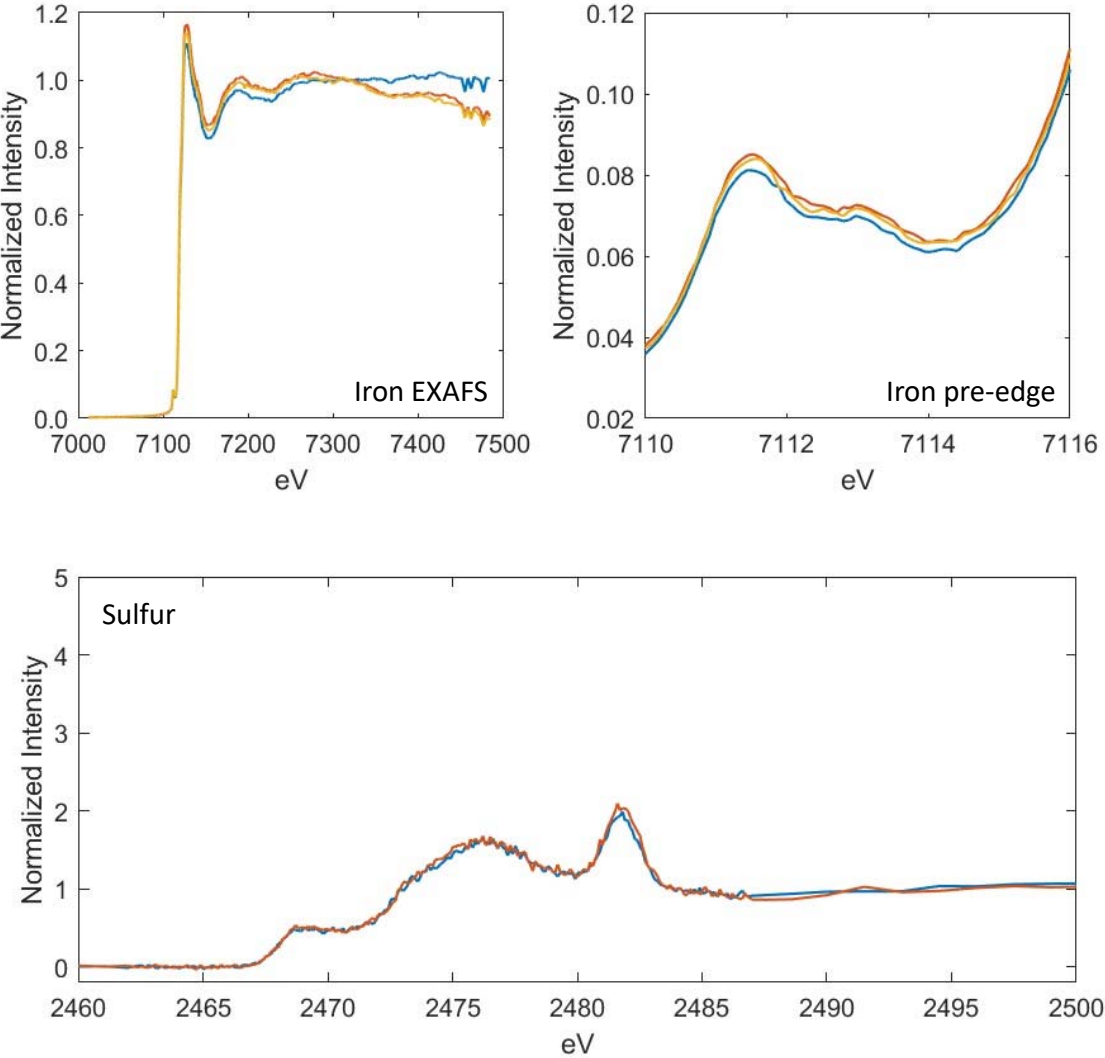 1.2
1.0
0.8
0.6
0.4
0.2
0.0
Normalized Intensity
Iron EXAFS
7000 7100 7200 7300 7400 7500
eV
0.12
0.10
0.08
0.06
0.04
0.02
Normalized Intensity
Iron pre-edge
7110 7112 7114 7116
eV
5
4
3
2
1
0
Normalized Intensity
Sulfur
2460 2465 2470 2475 2480 2485 2490 2495 2500
eV